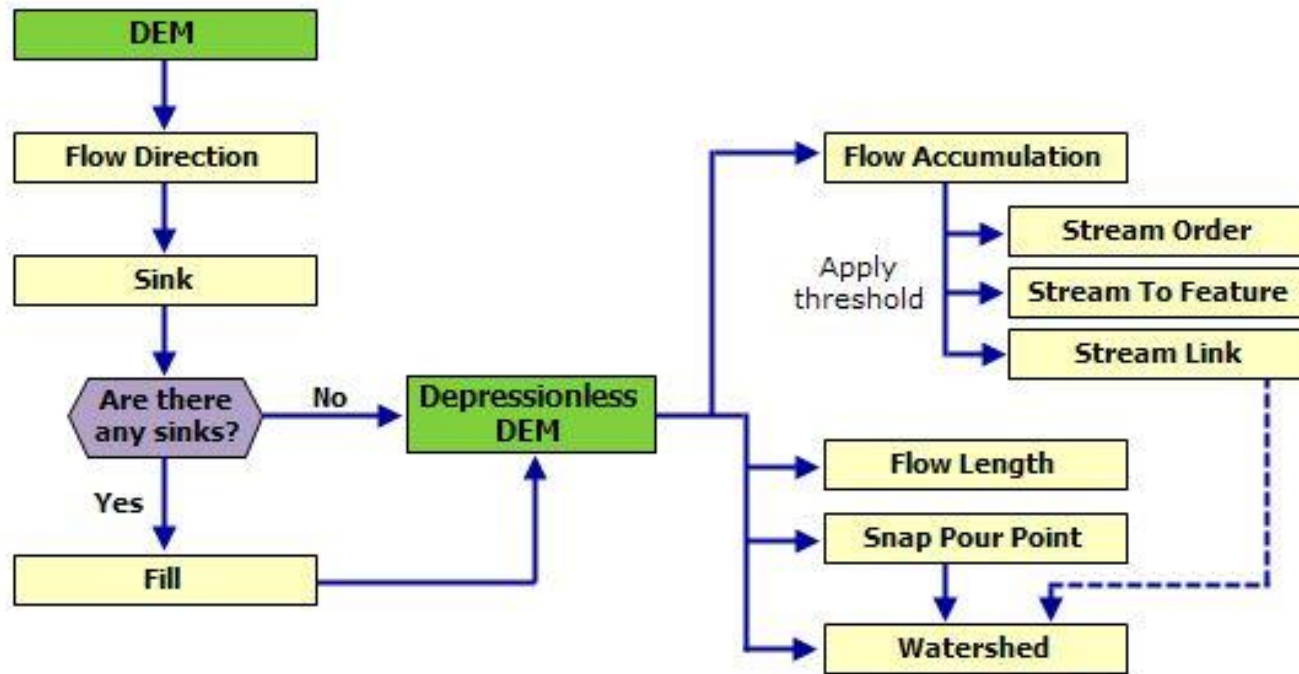 DEM
Flow Direction
Sink
Are there
any sinks?
No
Yes
Fill
Depressionless
DEM
Flow Accumulation
Apply
threshold
Stream Order
Stream To Feature
Stream Link
Flow Length
Snap Pour Point
Watershed